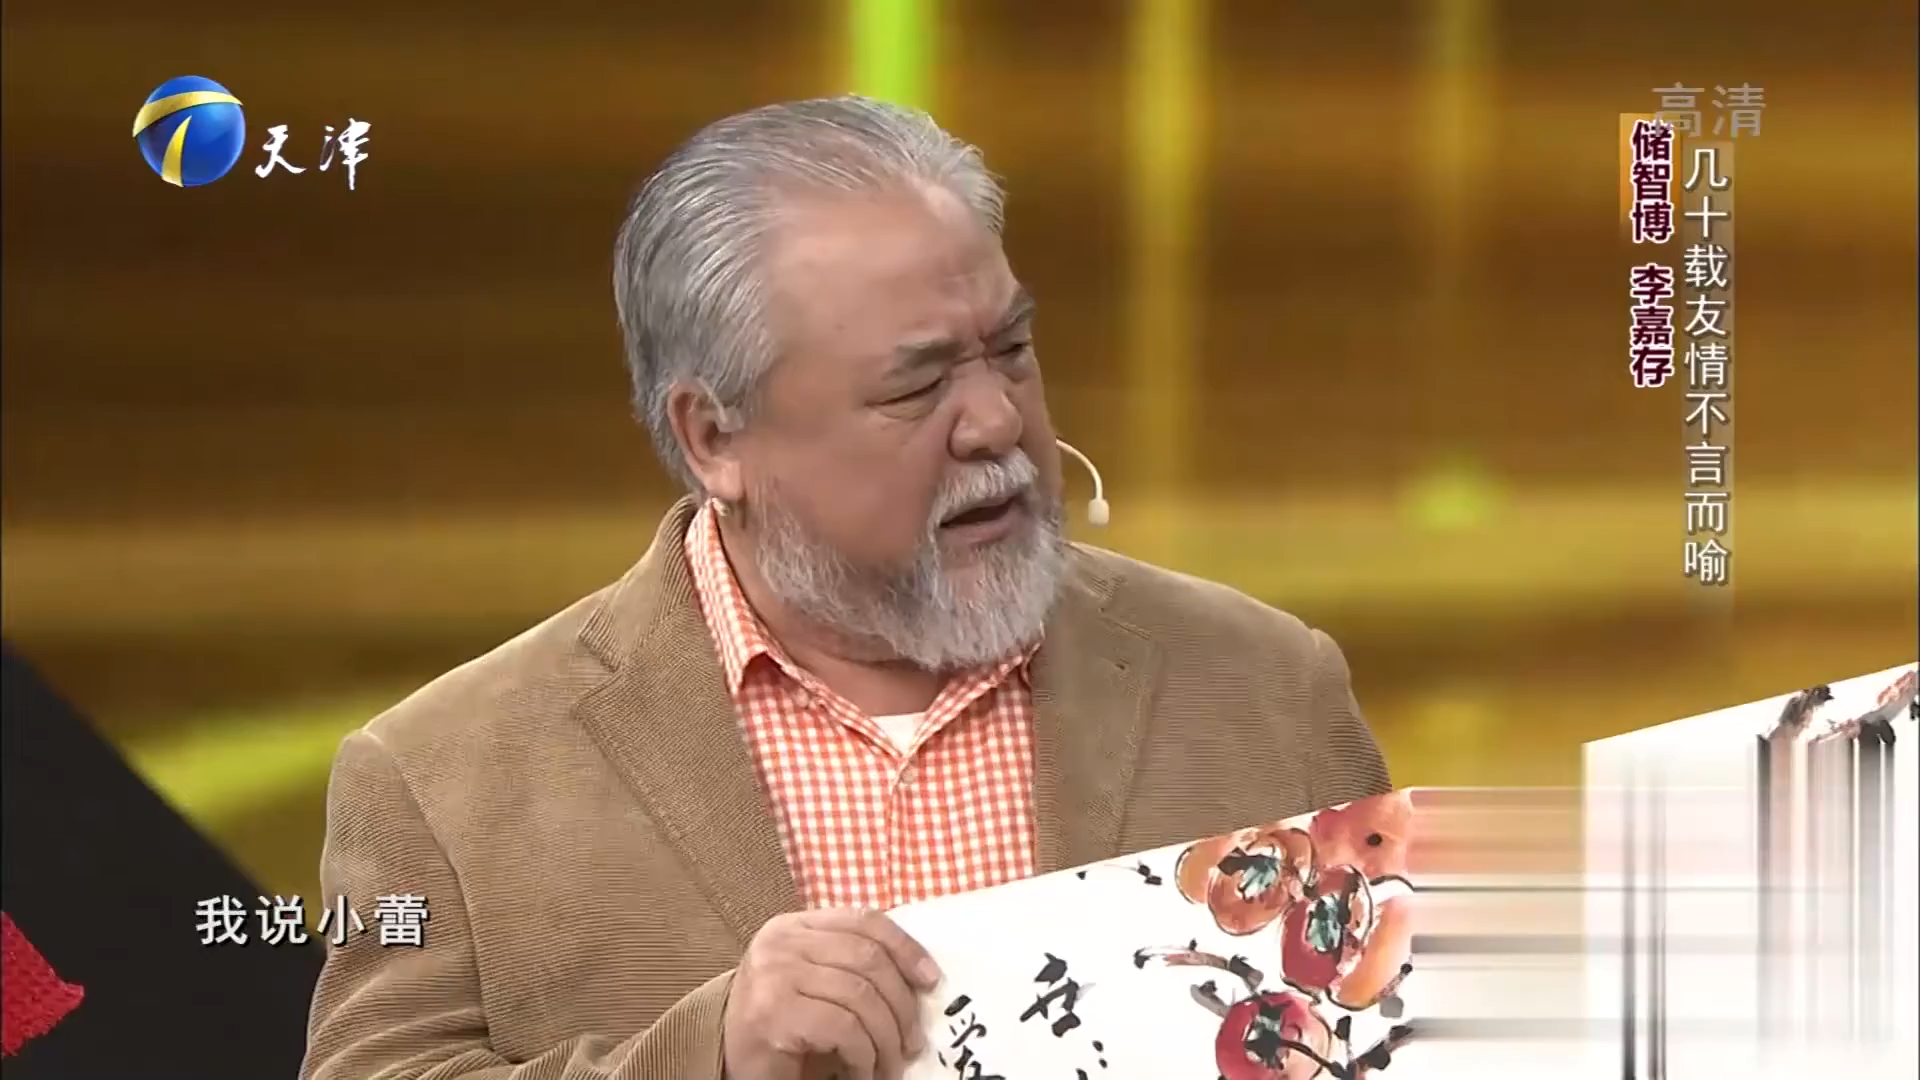 天津
高清
几十载友情不言而喻
储智博 李嘉存
我说小蕾